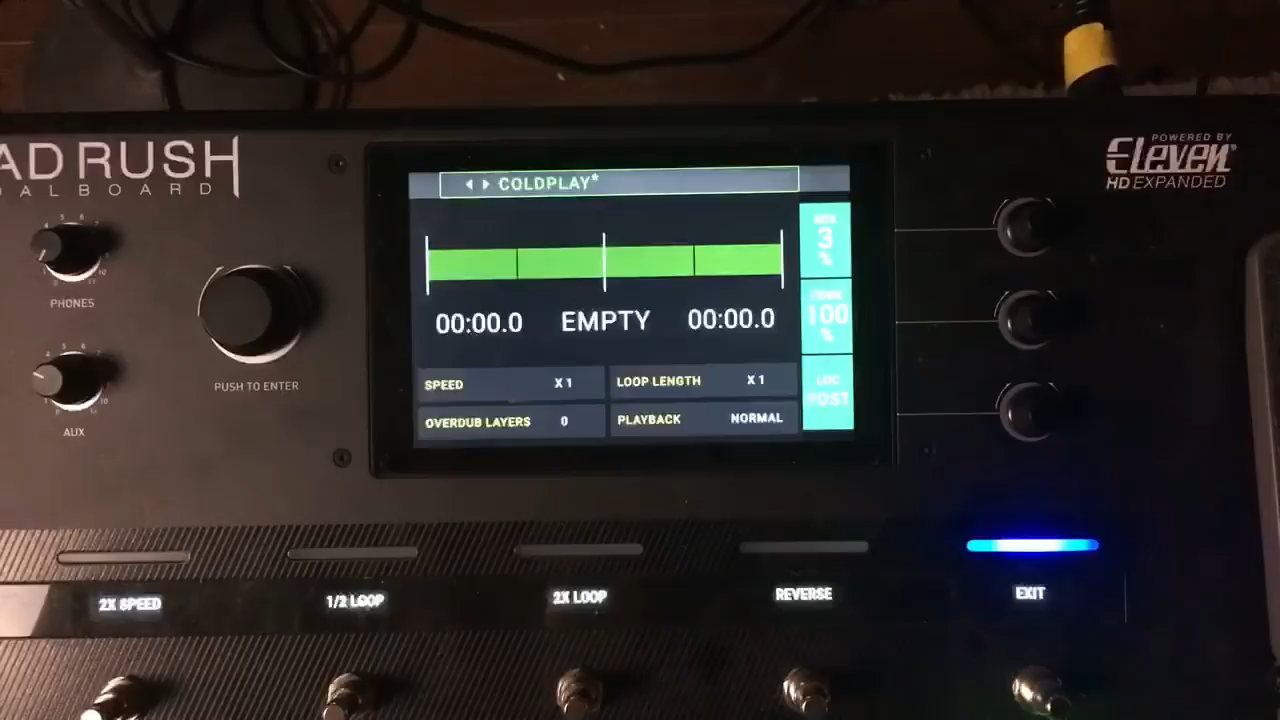 AD RUSH
DALBOARD
POWERED BY
Eleven
HD EXPANDED
COLDPLAY*
3
%
00:00.0 EMPTY 00:00.0
100
%
PHONES
PUSH TO ENTER
AUX
SPEED X 1
LOOP LENGTH X 1
OVERDUB LAYERS 0
PLAYBACK NORMAL
LOC
POST
2X SPEED
1/2 LOOP
2X LOOP
REVERSE
EXIT